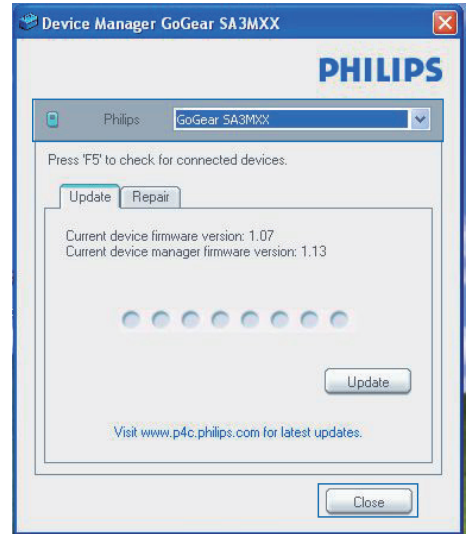 Device Manager GoGear SA3MXX
PHILIPS
Philips GoGear SA3MXX
Press 'F5' to check for connected devices.
Update Repair
Current device firmware version: 1.07
Current device manager firmware version: 1.13
Update
Visit www.p4c.philips.com for latest updates.
Close